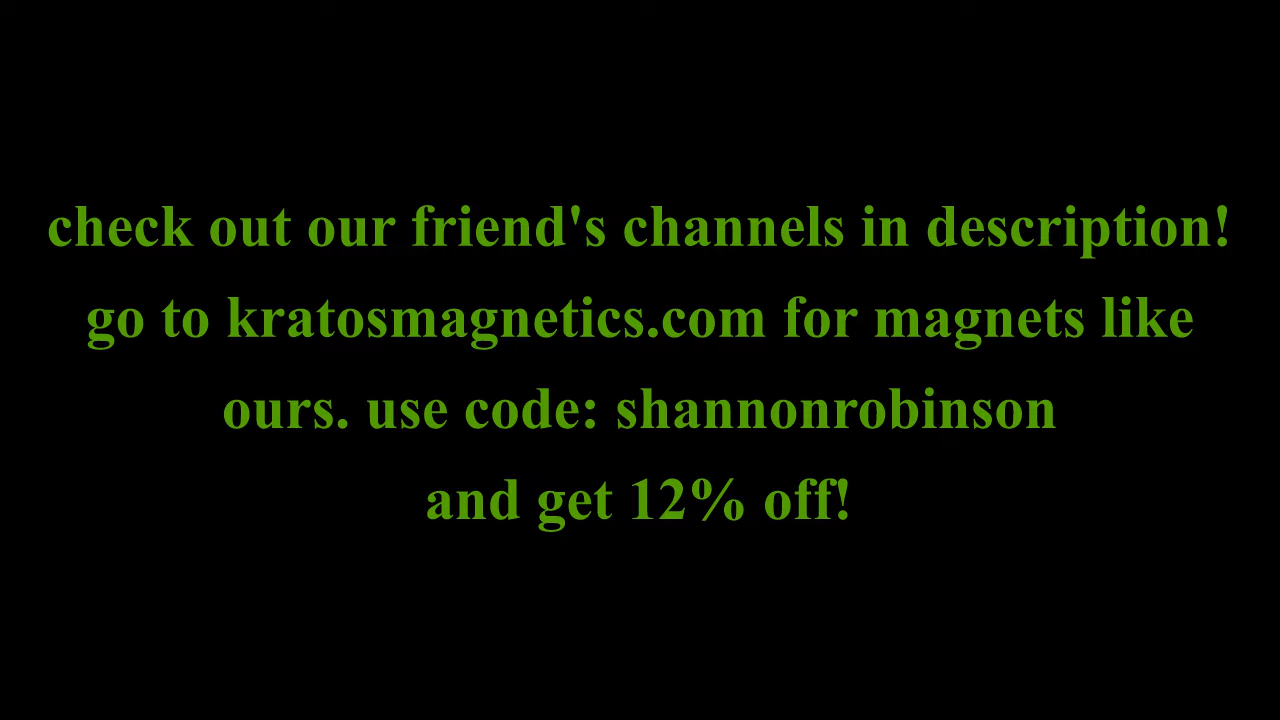 check out our friend's channels in description!
go to kratosmagnetics.com for magnets like
ours. use code: shannonrobinson
and get 12% off!